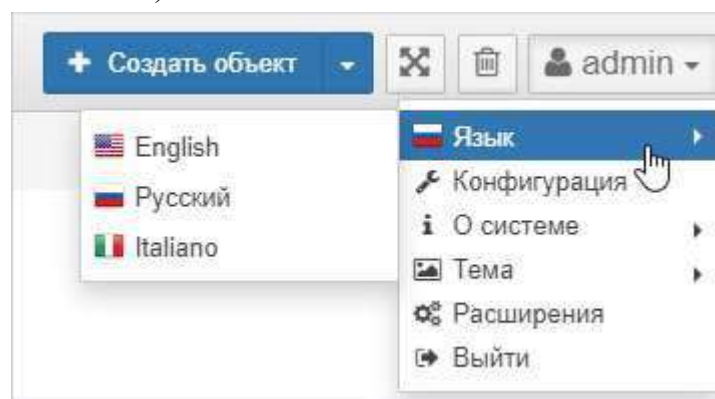 Создать объект
admin
English
Русский
Italiano
Язык
Конфигурация
О системе
Тема
Расширения
Выйти